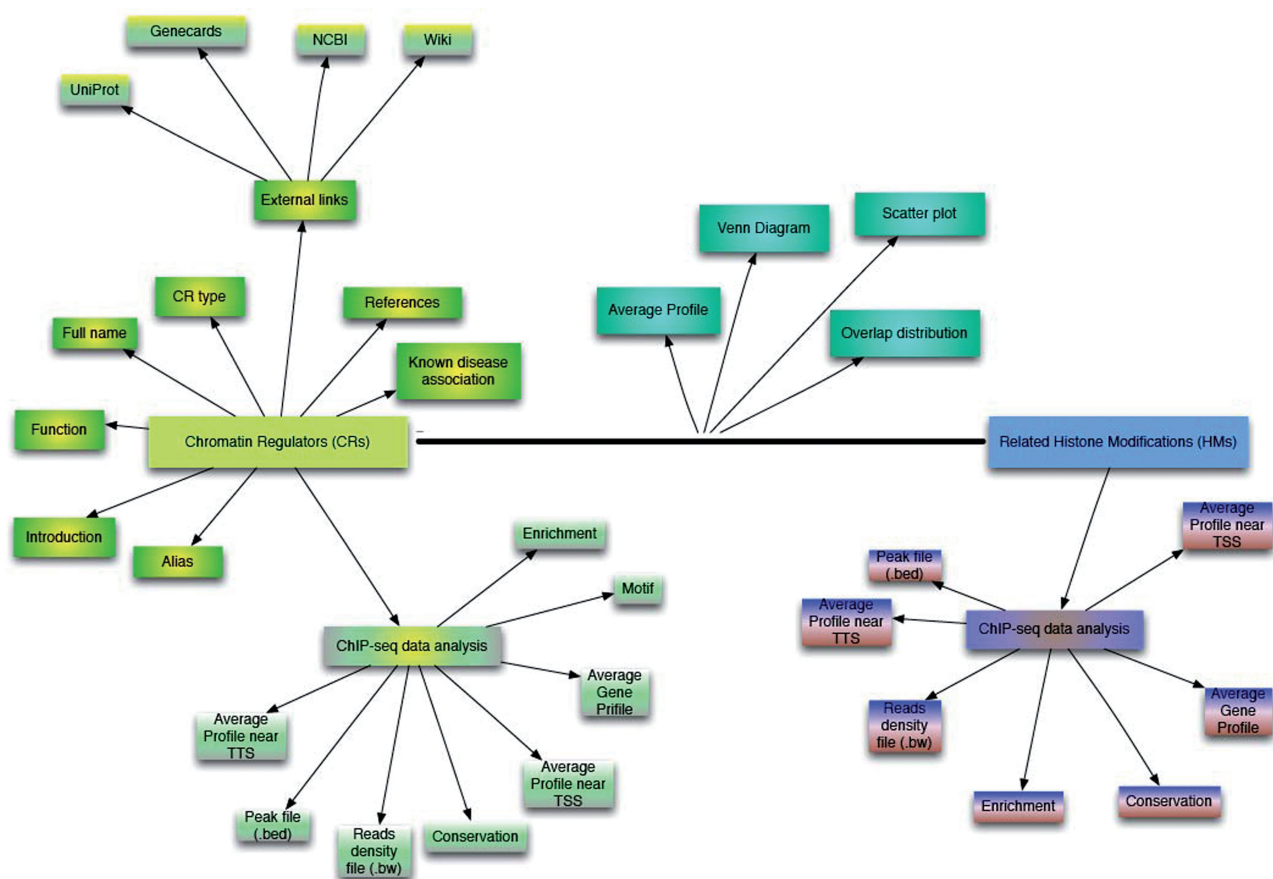 Genecards
NCBI
Wiki
UniProt
External links
Venn Diagram
Scatter plot
Average Profile
Overlap distribution
CR type
References
Full name
Known disease
association
Function
Chromatin Regulators (CRs)
Related Histone Modifications (HMs)
Introduction
Alias
Enrichment
Motif
ChIP-seq data analysis
Average
Gene
Prifile
Average
Profile near
TTS
Average
Profile near
TSS
Peak file
(.bed)
Reads
density
file (.bw)
Conservation
Average
Profile near
TSS
Peak file
(.bed)
Average
Profile near
TTS
ChIP-seq data analysis
Reads
density
file (.bw)
Average
Gene
Profile
Enrichment
Conservation